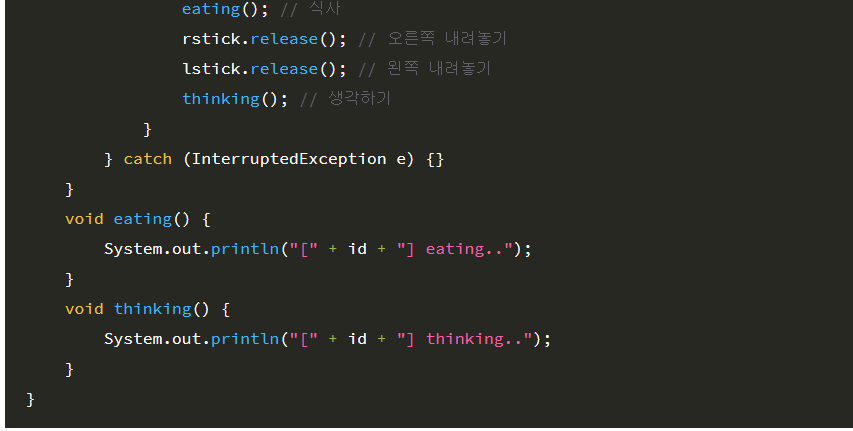 eating(); // 식사
rstick.release(); // 오른쪽 내려놓기
lstick.release(); // 왼쪽 내려놓기
thinking(); // 생각하기
}
} catch (InterruptedException e) {}
}
void eating() {
System.out.println("[" + id + "] eating..");
}
void thinking() {
System.out.println("[" + id + "] thinking..");
}
}